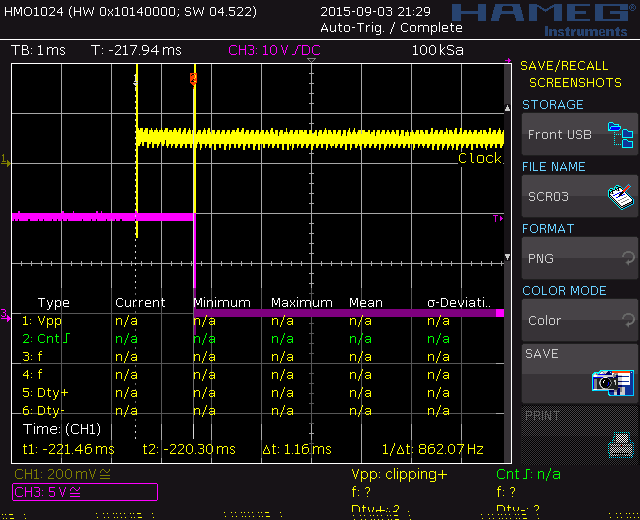 HMO1024 (HW 0x10140000; SW 04.522)
2015-09-03 21:29
Auto-Trig. / Complete
HAMEG
Instruments
TB: 1 ms T: -217.94 ms CH3: 10 V / DC 100 kSa
SAVE/RECALL
SCREENSHOTS
STORAGE
Front USB
FILE NAME
SCR03
FORMAT
PNG
COLOR MODE
Color
SAVE
PRINT
1
2
Clock
T
3
Type Current Minimum Maximum Mean σ-Deviati..
1: Vpp n/a n/a n/a n/a n/a
2: Cnt n/a n/a n/a n/a n/a
3: f n/a n/a n/a n/a n/a
4: f n/a n/a n/a n/a n/a
5: Dty+ n/a n/a n/a n/a n/a
6: Dty- n/a n/a n/a n/a n/a
Time: (CH1)
t1: -221.46 ms t2: -220.30 ms Δt: 1.16 ms 1/Δt: 862.07 Hz
CH1: 200 mV
CH3: 5 V
Vpp: clipping+ Cnt: n/a
f: ? f: ?
Dty+: ? Dty-: ?